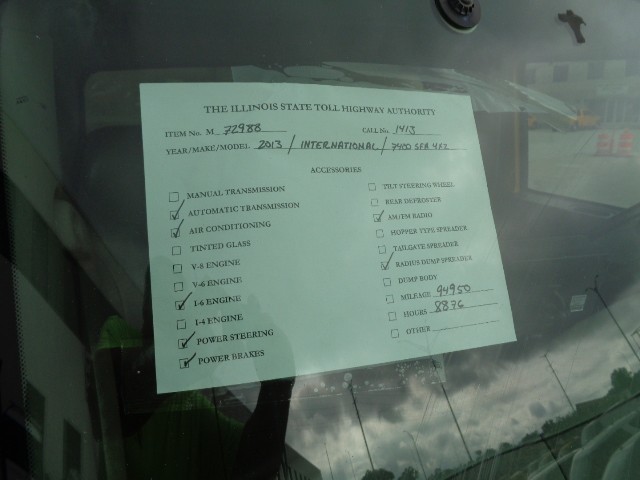 THE ILLINOIS STATE TOLL HIGHWAY AUTHORITY
ITEM No. M 72988 CALL No. 1413
YEAR/MAKE/MODEL 2013 / INTERNATIONAL / 7400 SFA 4X2
ACCESSORIES
MANUAL TRANSMISSION
AUTOMATIC TRANSMISSION
AIR CONDITIONING
TINTED GLASS
V-8 ENGINE
V-6 ENGINE
I-6 ENGINE
I-4 ENGINE
POWER STEERING
POWER BRAKES
TILT STEERING WHEEL
REAR DEFROSTER
AM/FM RADIO
HOPPER TYPE SPREADER
TAILGATE SPREADER
RADIUS DUMP SPREADER
DUMP BODY
MILEAGE 94950
HOURS 8836
OTHER